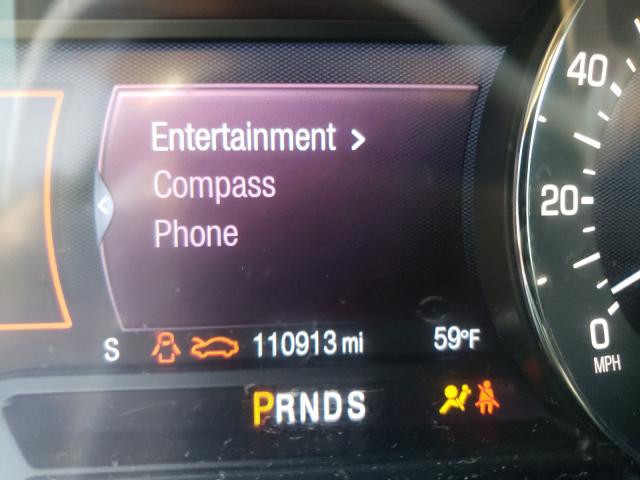 Entertainment >
Compass
Phone
S 110913 mi 59°F
PRNDS
40
20
0
MPH